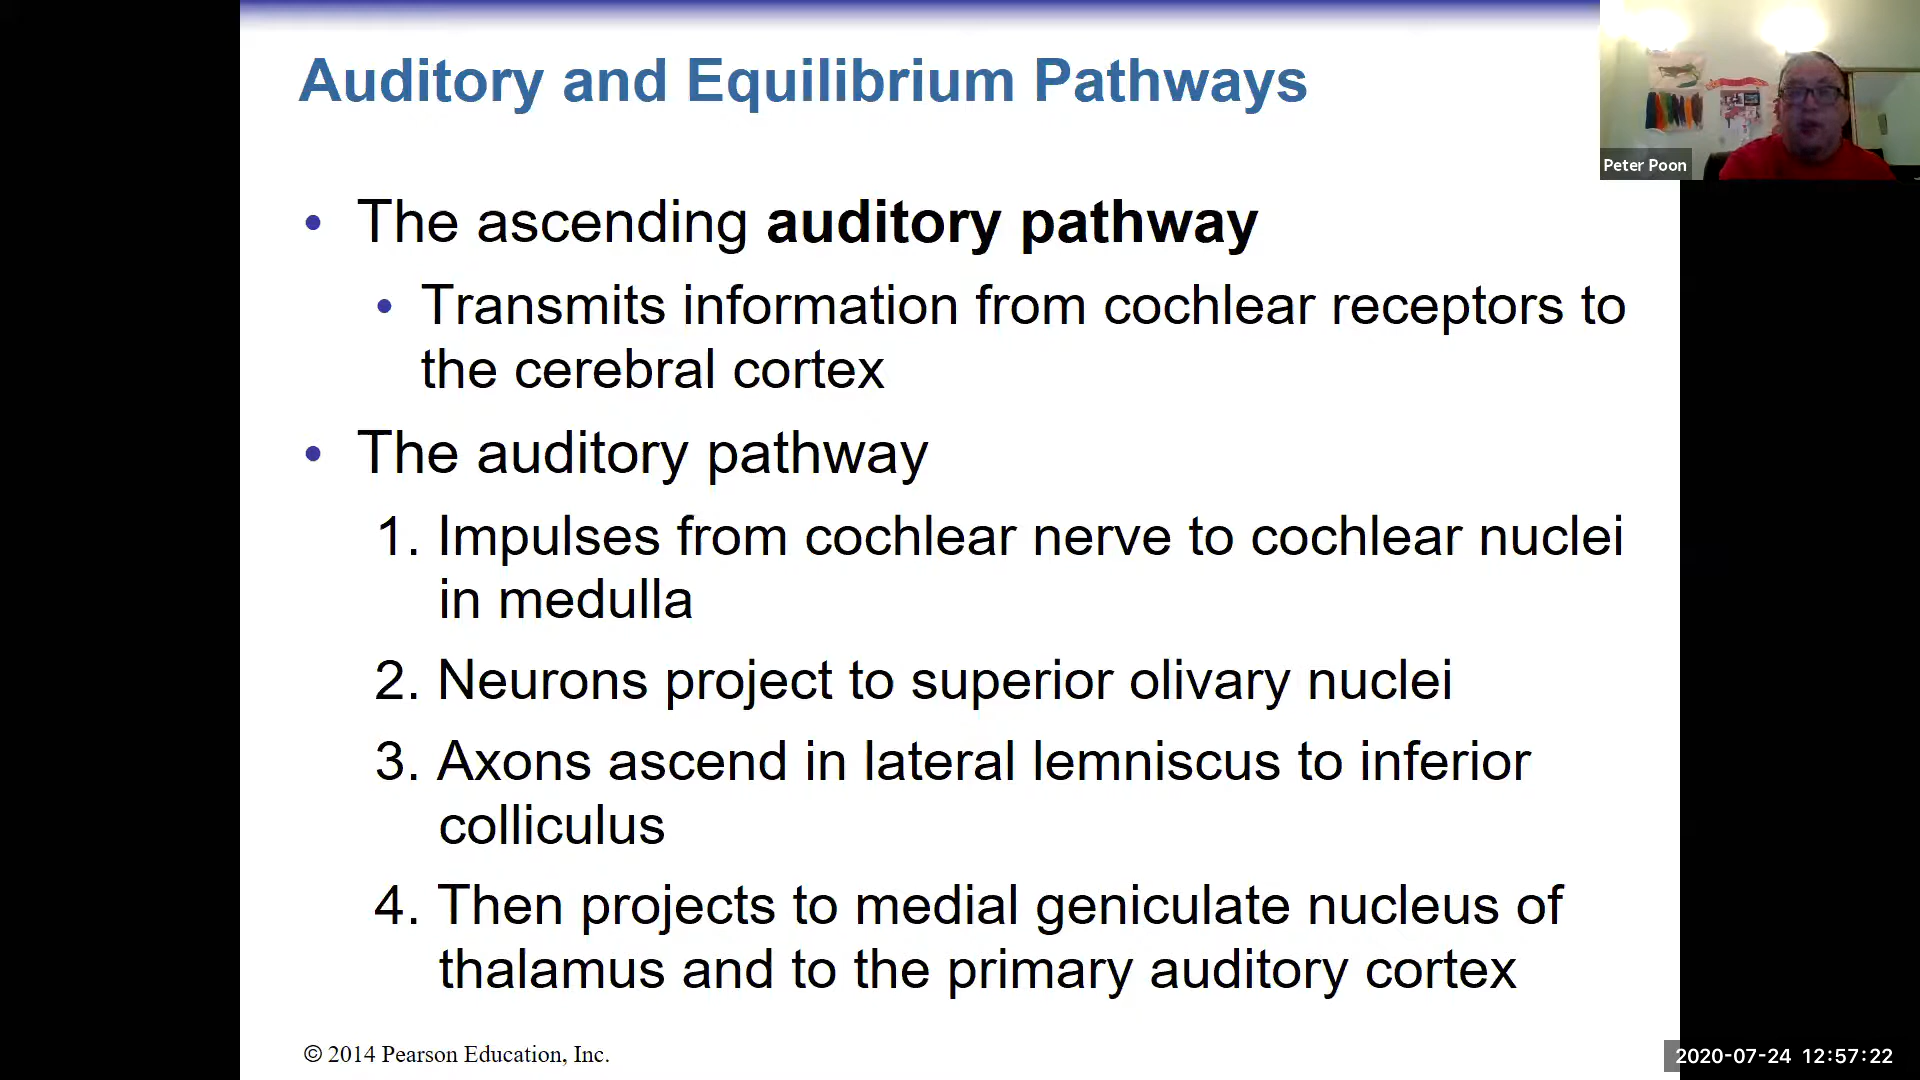 Auditory and Equilibrium Pathways
Peter Poon
• The ascending auditory pathway
• Transmits information from cochlear receptors to
the cerebral cortex
• The auditory pathway
1. Impulses from cochlear nerve to cochlear nuclei
in medulla
2. Neurons project to superior olivary nuclei
3. Axons ascend in lateral lemniscus to inferior
colliculus
4. Then projects to medial geniculate nucleus of
thalamus and to the primary auditory cortex
© 2014 Pearson Education, Inc.
2020-07-24 12:57:22